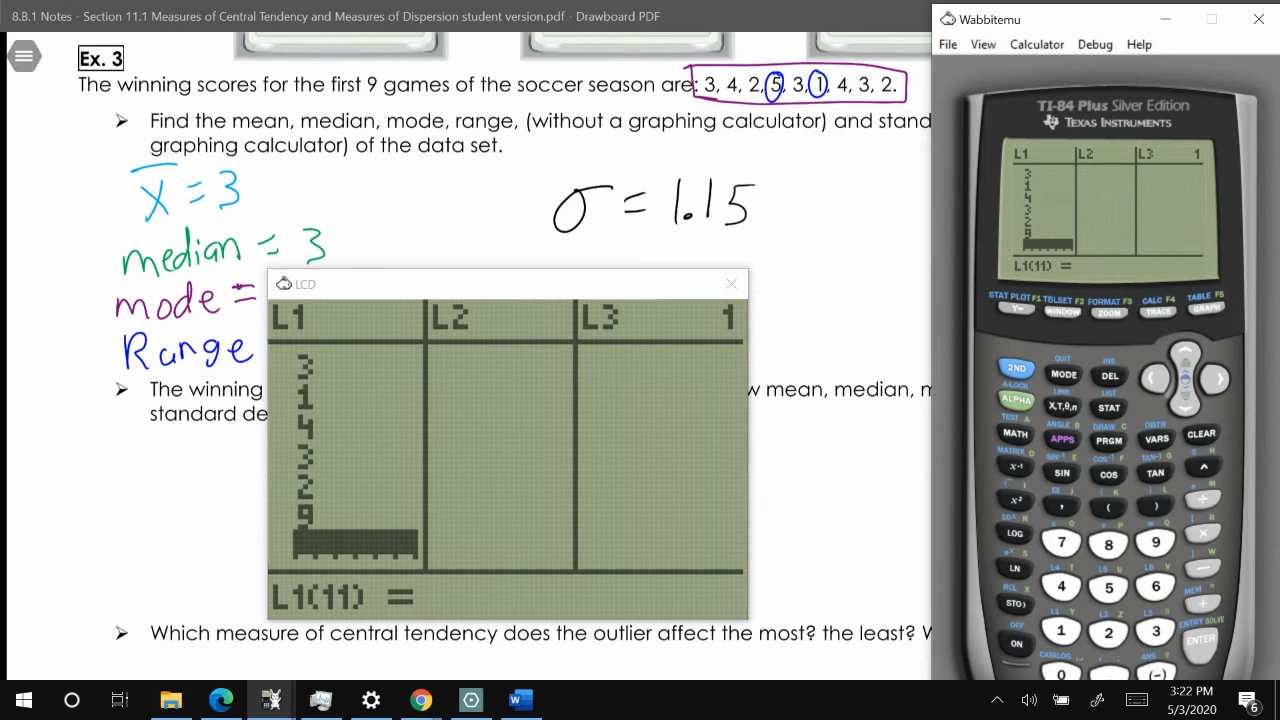 8.B.1 Notes - Section 11.1 Measures of Central Tendency and Measures of Dispersion student version.pdf - Drawboard PDF
Ex. 3
The winning scores for the first 9 games of the soccer season are: 3, 4, 2, 5, 3, 1, 4, 3, 2.
Find the mean, median, mode, range, (without a graphing calculator) and stand
graphing calculator) of the data set.
x̄ = 3
σ = 1.15
median = 3
mode =
Range
The winning
w mean, median, m
standard de
Which measure of central tendency does the outlier affect the most? the least? W
LCD
L1 L2 L3 1
3
1
4
3
2
9
L1(11) =
Wabbitemu
File View Calculator Debug Help
TI-84 Plus Silver Edition
TEXAS INSTRUMENTS
L1 L2 L3 1
3
1
4
3
2
9
L1(11) =
STAT PLOT F1 TBLSET F2 FORMAT F3 CALC F4 TABLE F5
Y= WINDOW ZOOM TRACE GRAPH
QUIT INS
2ND MODE DEL
A-LOCK LINK LIST
ALPHA X,T,θ,n STAT
TEST A ANGLE B DRAW C DISTR
MATH APPS PRGM VARS CLEAR
MATRIX D SIN⁻¹ E COS⁻¹ F TAN⁻¹ G π H
x⁻¹ SIN COS TAN ^
x² , ( ) ÷
LOG 7 8 9 ×
LN 4 5 6 —
RCL X
STO› 1 2 3 +
OFF ENTRY SOLVE
ON ENTER
CATALOG ANS ?
0 . (-)
3:22 PM
5/3/2020
6